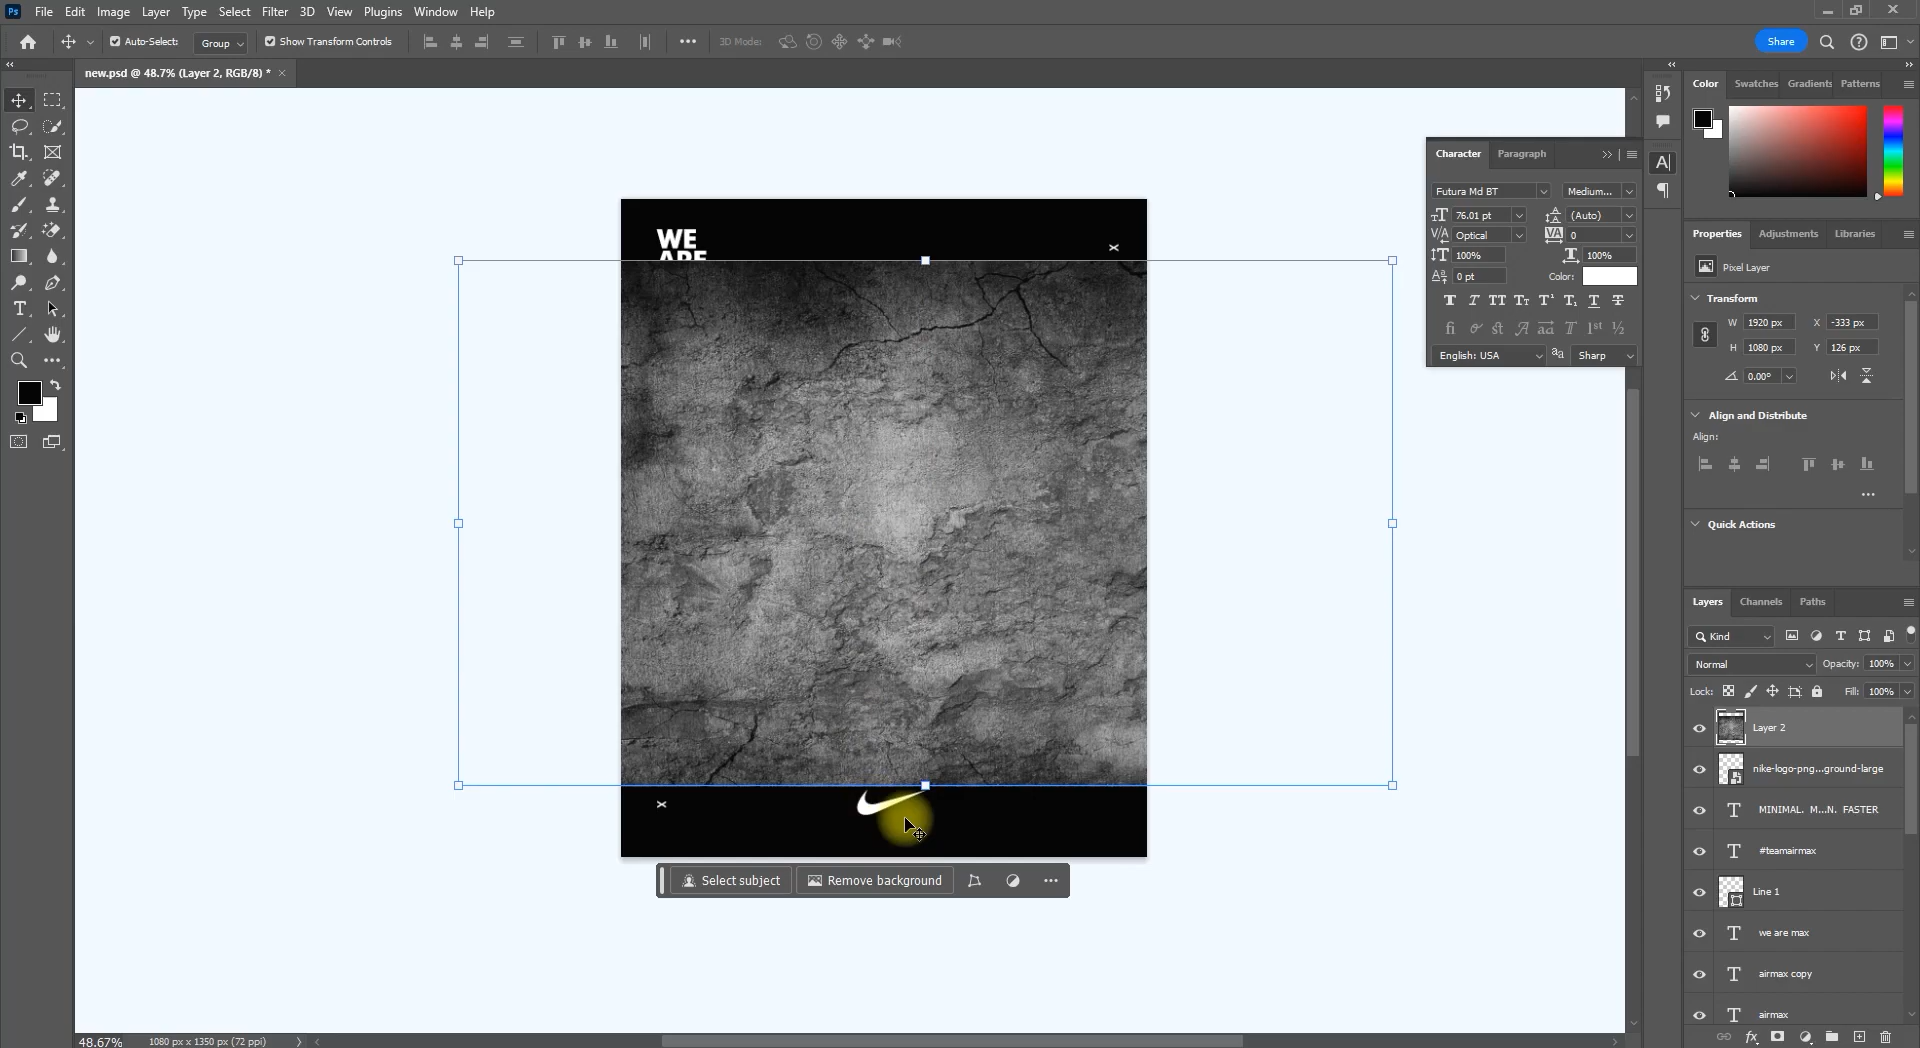 Ps File Edit Image Layer Type Select Filter 3D View Plugins Window Help
Auto-Select: Group Show Transform Controls 3D Mode: Share
new.psd @ 48.7% (Layer 2, RGB/8) *
WE
ARE
Select subject Remove background
48.67% 1080 px x 1350 px (72 ppi)
Character Paragraph
Futura Md BT Medium...
76.01 pt (Auto)
Optical 0
100% 100%
0 pt Color:
English: USA Sharp
Color Swatches Gradients Patterns
Properties Adjustments Libraries
Pixel Layer
Transform
W 1920 px X -333 px
H 1080 px Y 126 px
0.00°
Align and Distribute
Align:
Quick Actions
Layers Channels Paths
Kind
Normal Opacity: 100%
Lock: Fill: 100%
Layer 2
nike-logo-png...ground-large
MINIMAL. M...N. FASTER
#teamairmax
Line 1
we are max
airmax copy
airmax